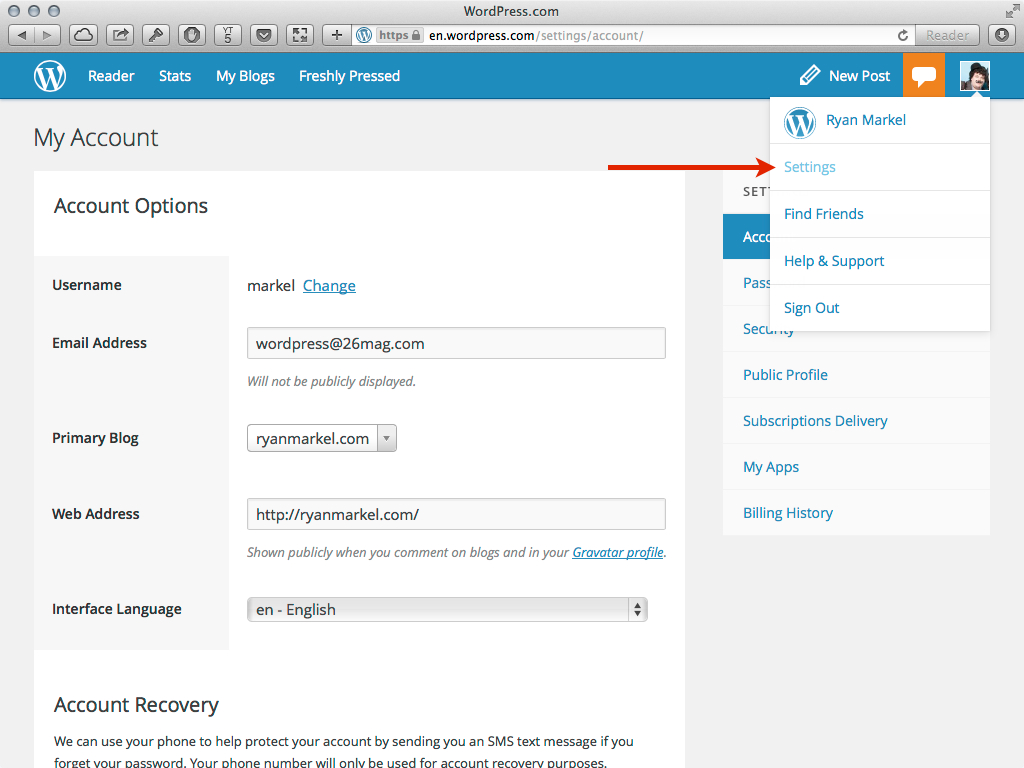 WordPress.com
YT
5
https en.wordpress.com/settings/account/ Reader
Reader Stats My Blogs Freshly Pressed New Post
Ryan Markel
Settings
Find Friends
Help & Support
Sign Out
My Account
Account Options
Username
markel Change
Email Address
wordpress@26mag.com
Will not be publicly displayed.
Primary Blog
ryanmarkel.com
Web Address
http://ryanmarkel.com/
Shown publicly when you comment on blogs and in your Gravatar profile.
Interface Language
en - English
Account Recovery
We can use your phone to help protect your account by sending you an SMS text message if you
forget your password. Your phone number will only be used for account recovery purposes.
SET
Acco
Pass
Security
Public Profile
Subscriptions Delivery
My Apps
Billing History